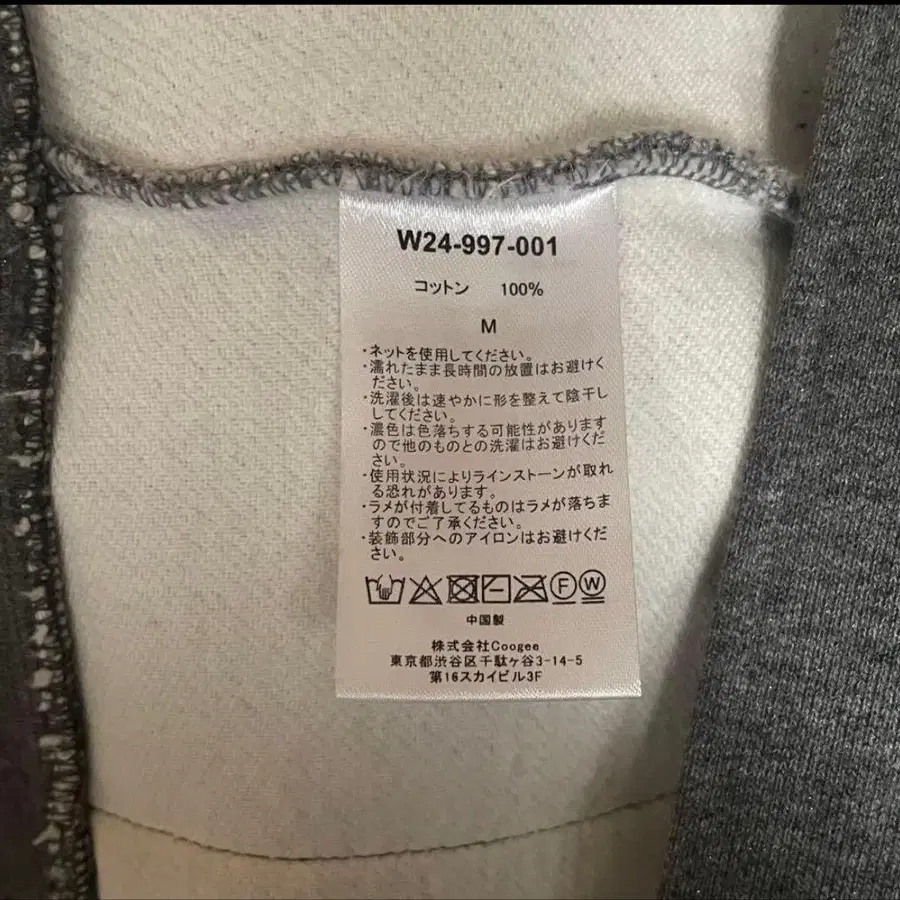 W24-997-001
コットン 100%
M
・ネットを使用してください。
・濡れたまま長時間の放置はお避けく
ださい。
・洗濯後は速やかに形を整えて陰干し
してください。
・濃色は色落ちする可能性があります
ので他のものとの洗濯はお避けくだ
さい。
・使用状況によりラインストーンが取れ
る恐れがあります。
・ラメが付着してるものはラメが落ちま
すのでご了承ください。
・装飾部分へのアイロンはお避けくだ
さい。
F W
中国製
株式会社Coogee
東京都渋谷区千駄ヶ谷3-14-5
第16スカイビル3F